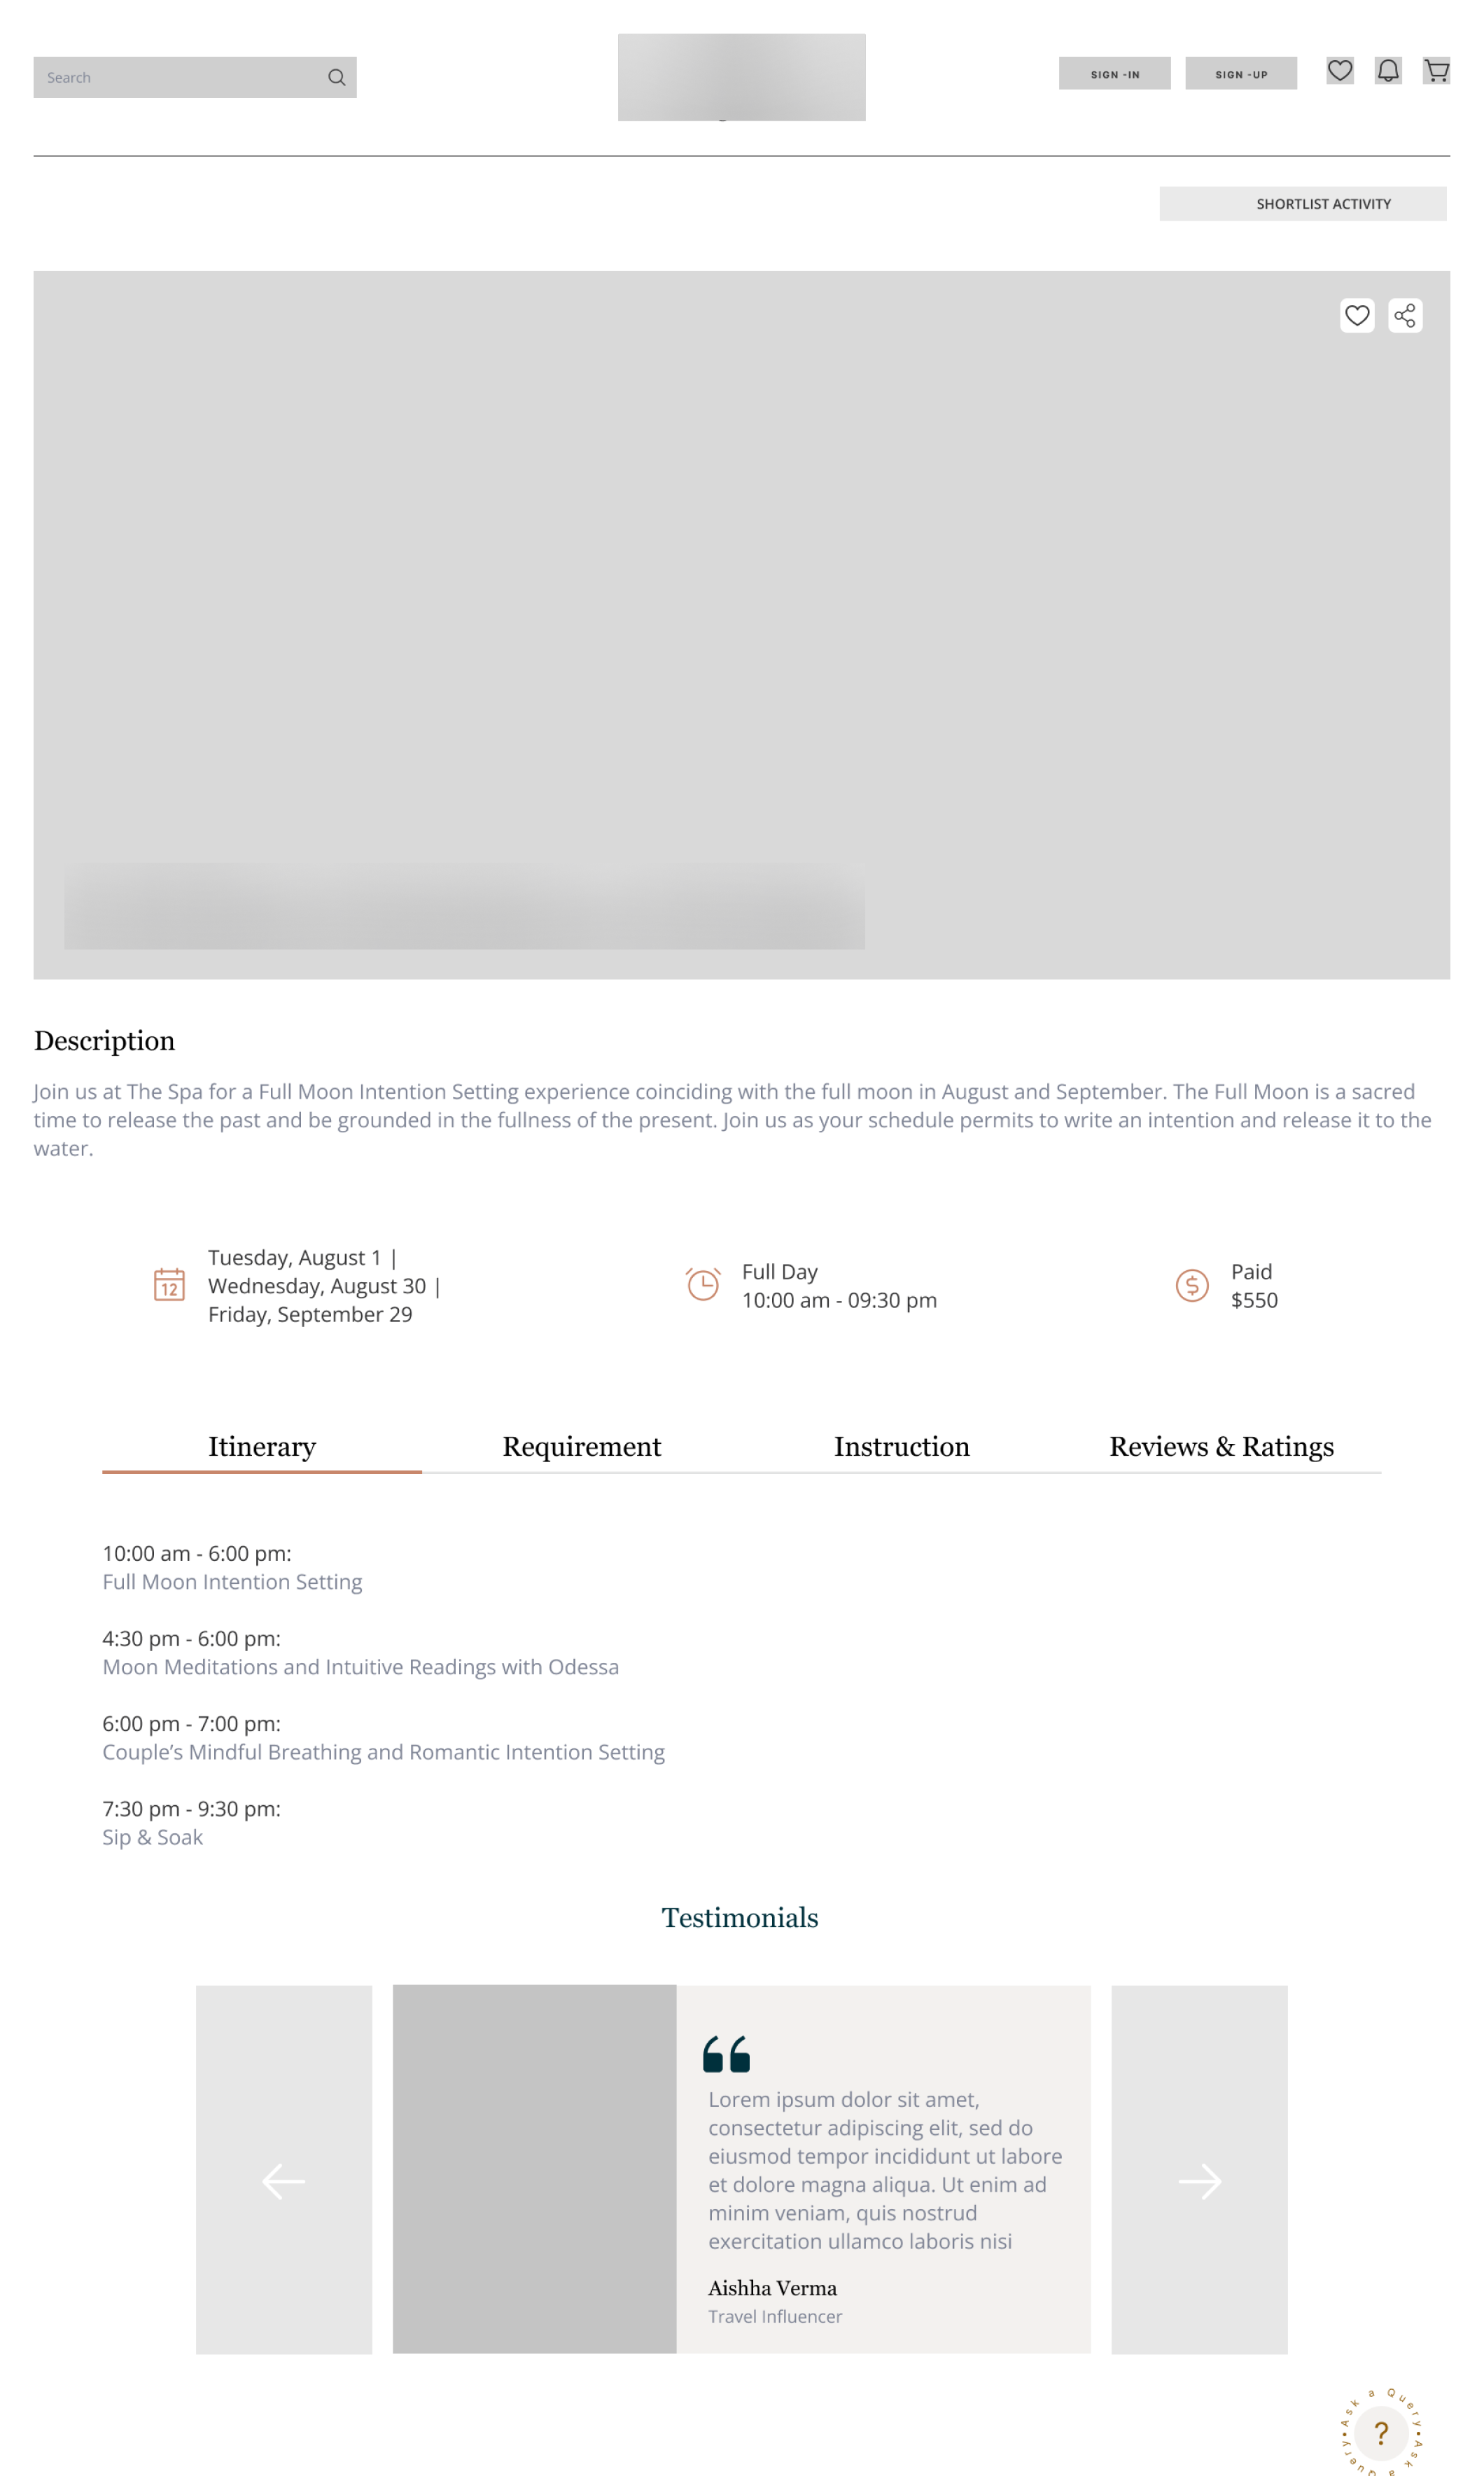 Search
SIGN -IN
SIGN -UP
SHORTLIST ACTIVITY
Description
Join us at The Spa for a Full Moon Intention Setting experience coinciding with the full moon in August and September. The Full Moon is a sacred
time to release the past and be grounded in the fullness of the present. Join us as your schedule permits to write an intention and release it to the
water.
12
Tuesday, August 1 |
Wednesday, August 30 |
Friday, September 29
Full Day
10:00 am - 09:30 pm
$
Paid
$550
Itinerary
Requirement
Instruction
Reviews & Ratings
10:00 am - 6:00 pm:
Full Moon Intention Setting
4:30 pm - 6:00 pm:
Moon Meditations and Intuitive Readings with Odessa
6:00 pm - 7:00 pm:
Couple’s Mindful Breathing and Romantic Intention Setting
7:30 pm - 9:30 pm:
Sip & Soak
Testimonials
Lorem ipsum dolor sit amet,
consectetur adipiscing elit, sed do
eiusmod tempor incididunt ut labore
et dolore magna aliqua. Ut enim ad
minim veniam, quis nostrud
exercitation ullamco laboris nisi
Aishha Verma
Travel Influencer
Ask a Query • Ask a Query •
?